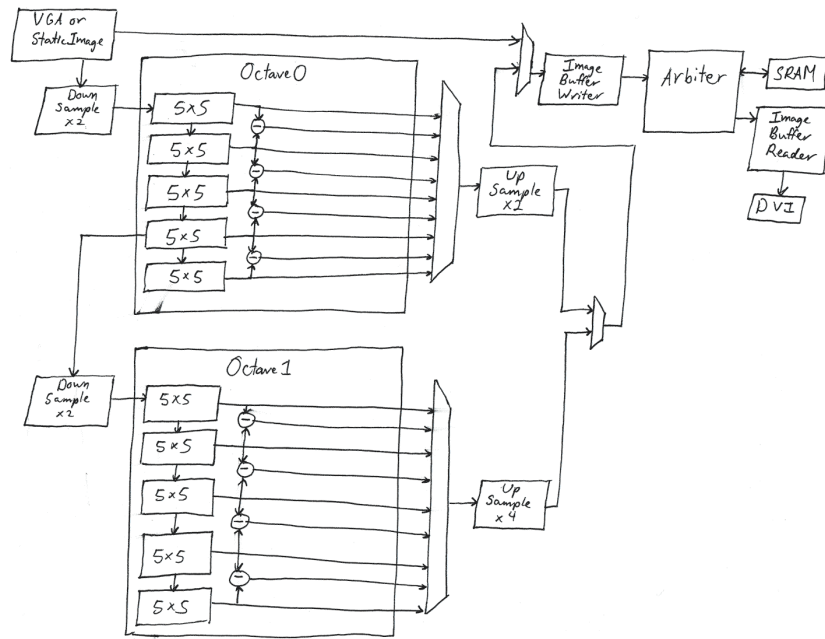 VGA or
Static Image
Down
Sample
x2
Octave 0
5x5
5x5
5x5
5x5
5x5
Up
Sample
x1
Image
Buffer
Writer
Arbiter
SRAM
Image
Buffer
Reader
DVI
Down
Sample
x2
Octave 1
5x5
5x5
5x5
5x5
5x5
Up
Sample
x4